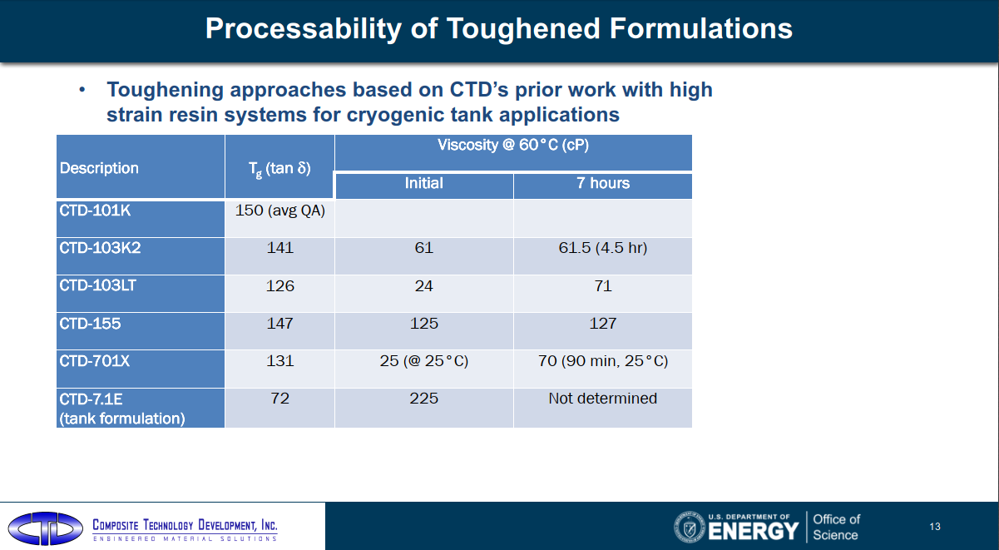 Processability of Toughened Formulations
• Toughening approaches based on CTD’s prior work with high
strain resin systems for cryogenic tank applications
Description
Tg (tan δ)
Viscosity @ 60°C (cP)
Initial
7 hours
CTD-101K
150 (avg QA)
CTD-103K2
141
61
61.5 (4.5 hr)
CTD-103LT
126
24
71
CTD-155
147
125
127
CTD-701X
131
25 (@ 25°C)
70 (90 min, 25°C)
CTD-7.1E
(tank formulation)
72
225
Not determined
CTD
COMPOSITE TECHNOLOGY DEVELOPMENT, INC.
ENGINEERED MATERIAL SOLUTIONS
U.S. DEPARTMENT OF
ENERGY
Office of
Science
13